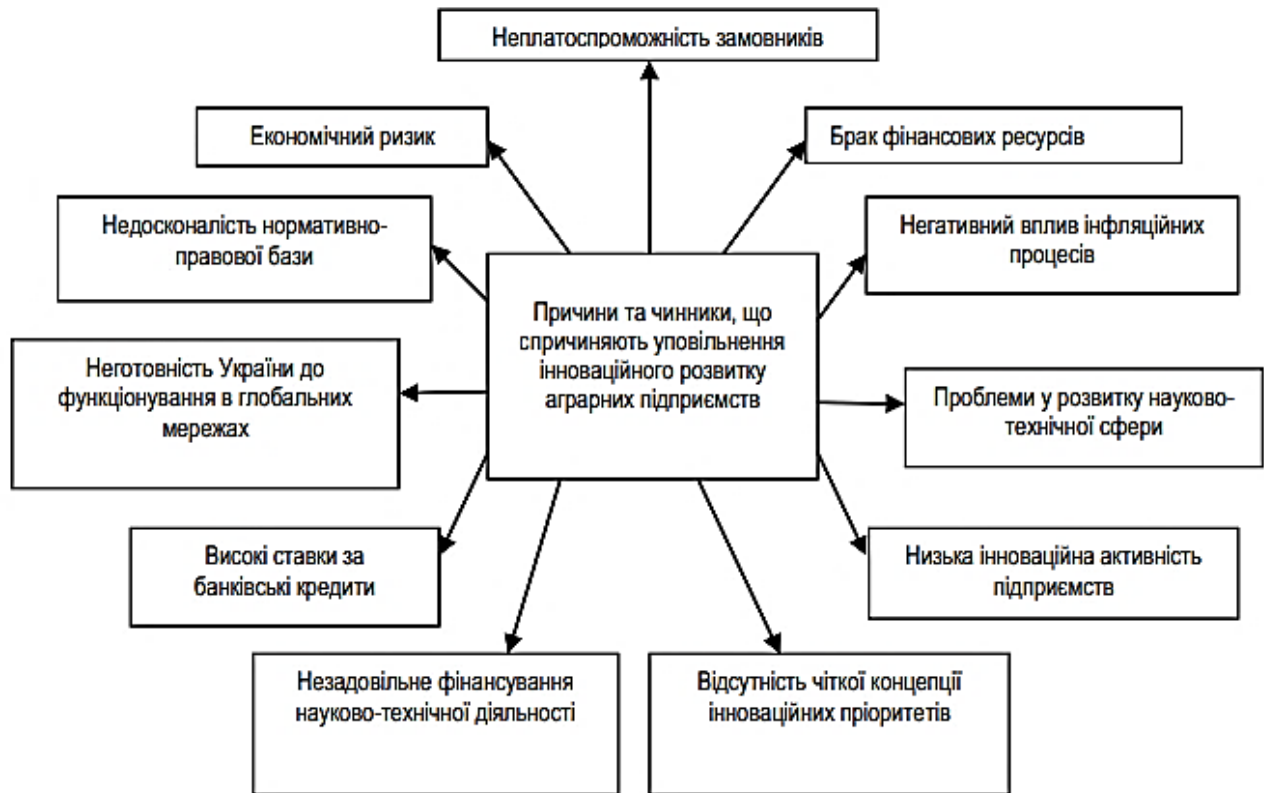 Неплатоспроможність замовників
Економічний ризик
Брак фінансових ресурсів
Недосконалість нормативно-
правової бази
Негативний вплив інфляційних
процесів
Причини та чинники, що
спричиняють уповільнення
інноваційного розвитку
аграрних підприємств
Неготовність України до
функціонування в глобальних
мережах
Проблеми у розвитку науково-
технічної сфери
Високі ставки за
банківські кредити
Низька інноваційна активність
підприємств
Незадовільне фінансування
науково-технічної діяльності
Відсутність чіткої концепції
інноваційних пріоритетів